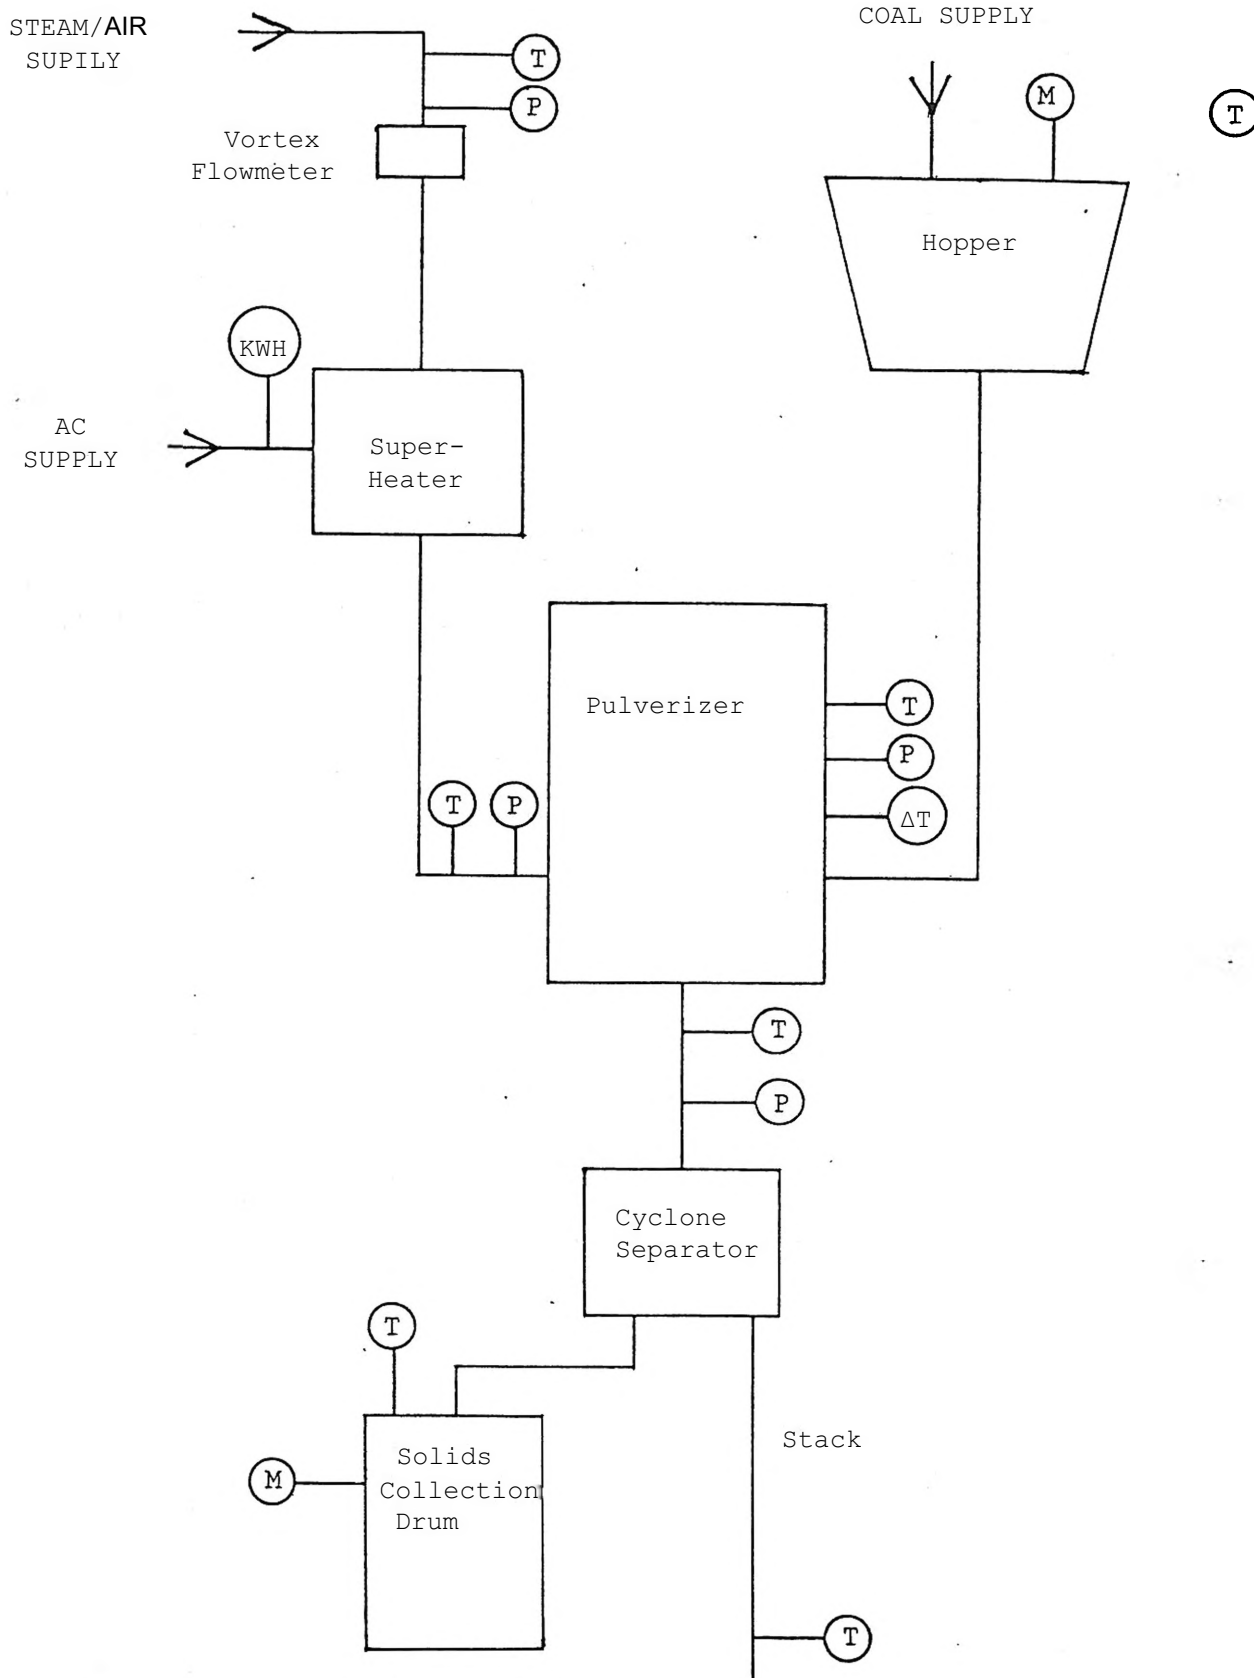 STEAM/AIR
SUPILY
COAL SUPPLY
T
P
M
T
Vortex
Flowmeter
Hopper
KWH
AC
SUPPLY
Super-
Heater
Pulverizer
T
P
ΔT
T
P
T
P
Cyclone
Separator
T
Stack
M
Solids
Collection
Drum
T